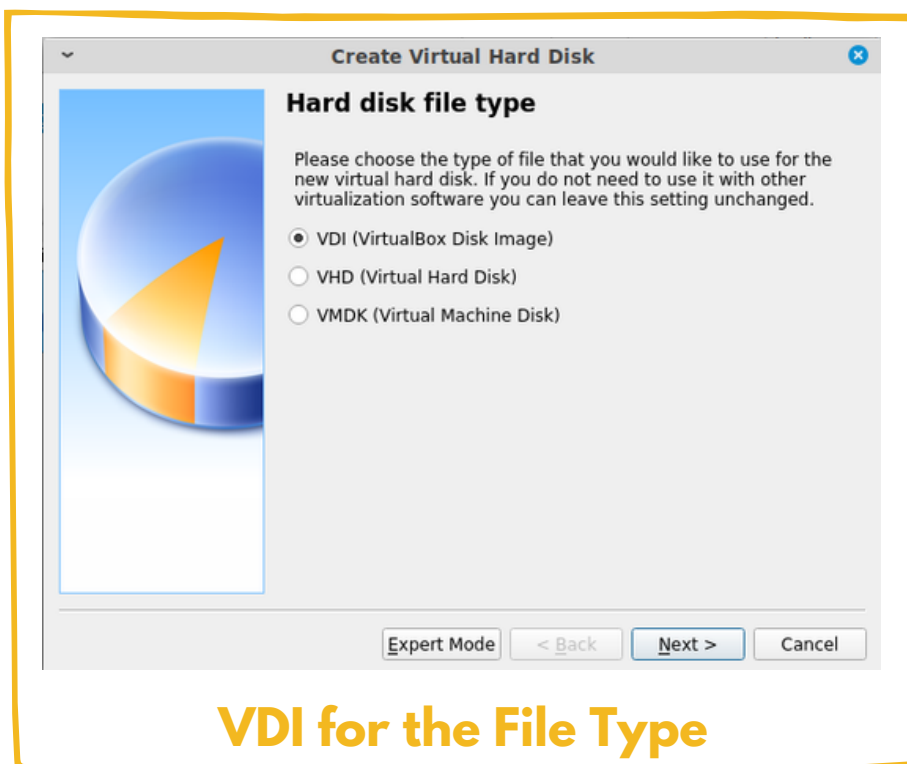 Create Virtual Hard Disk
Hard disk file type
Please choose the type of file that you would like to use for the
new virtual hard disk. If you do not need to use it with other
virtualization software you can leave this setting unchanged.
VDI (VirtualBox Disk Image)
VHD (Virtual Hard Disk)
VMDK (Virtual Machine Disk)
Expert Mode < Back Next > Cancel
VDI for the File Type